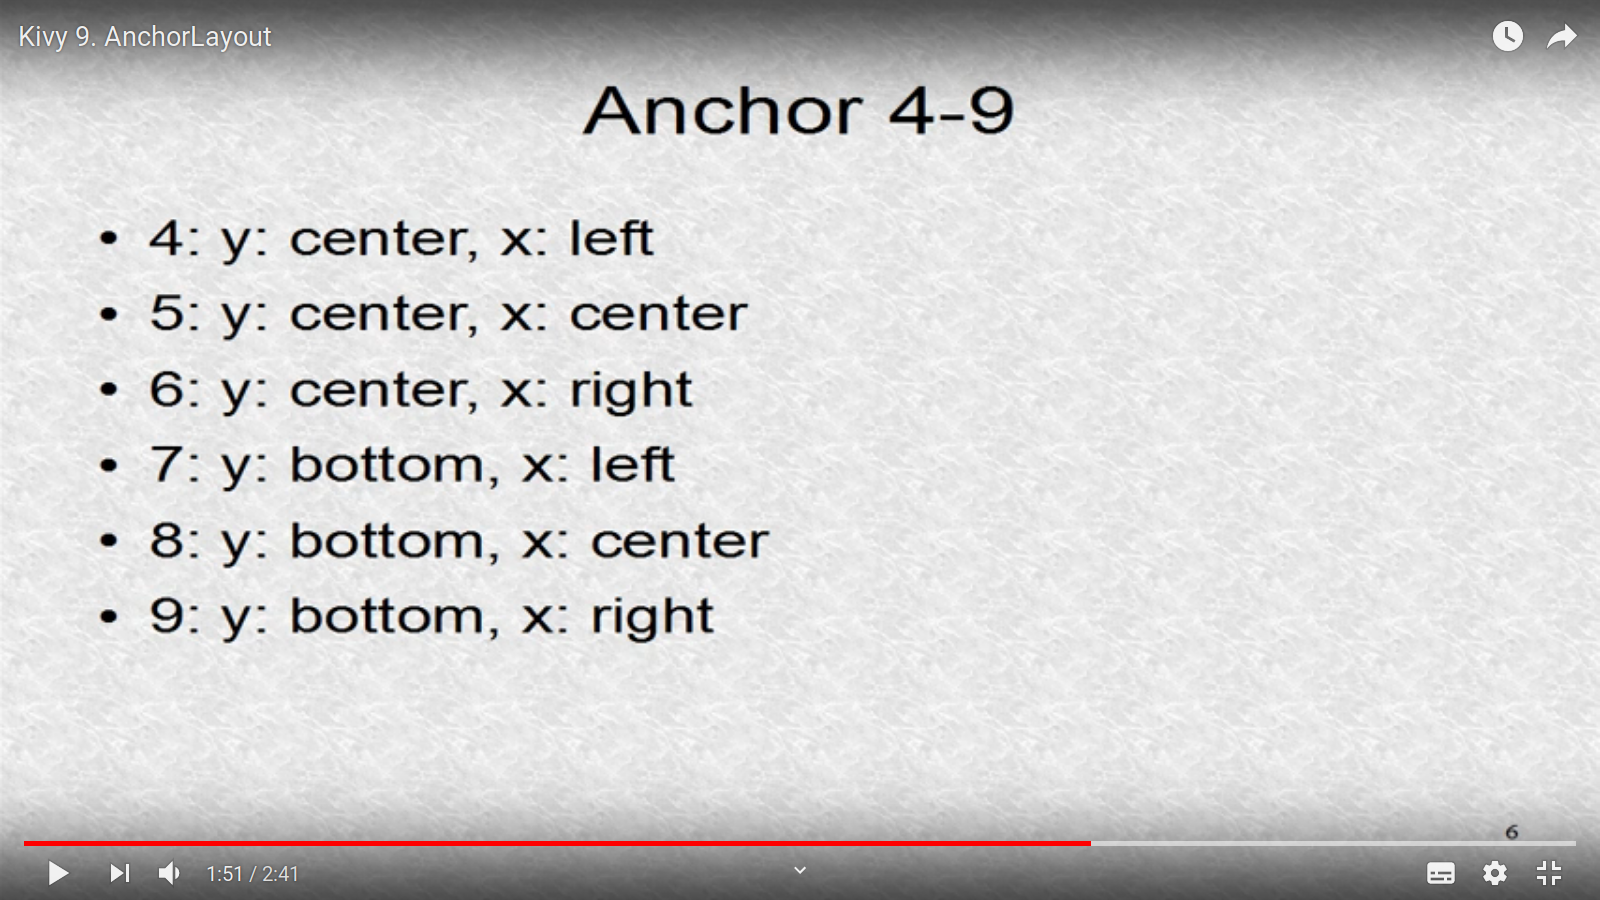 Kivy 9. AnchorLayout
Anchor 4-9
• 4: y: center, x: left
• 5: y: center, x: center
• 6: y: center, x: right
• 7: y: bottom, x: left
• 8: y: bottom, x: center
• 9: y: bottom, x: right
6
1:51 / 2:41